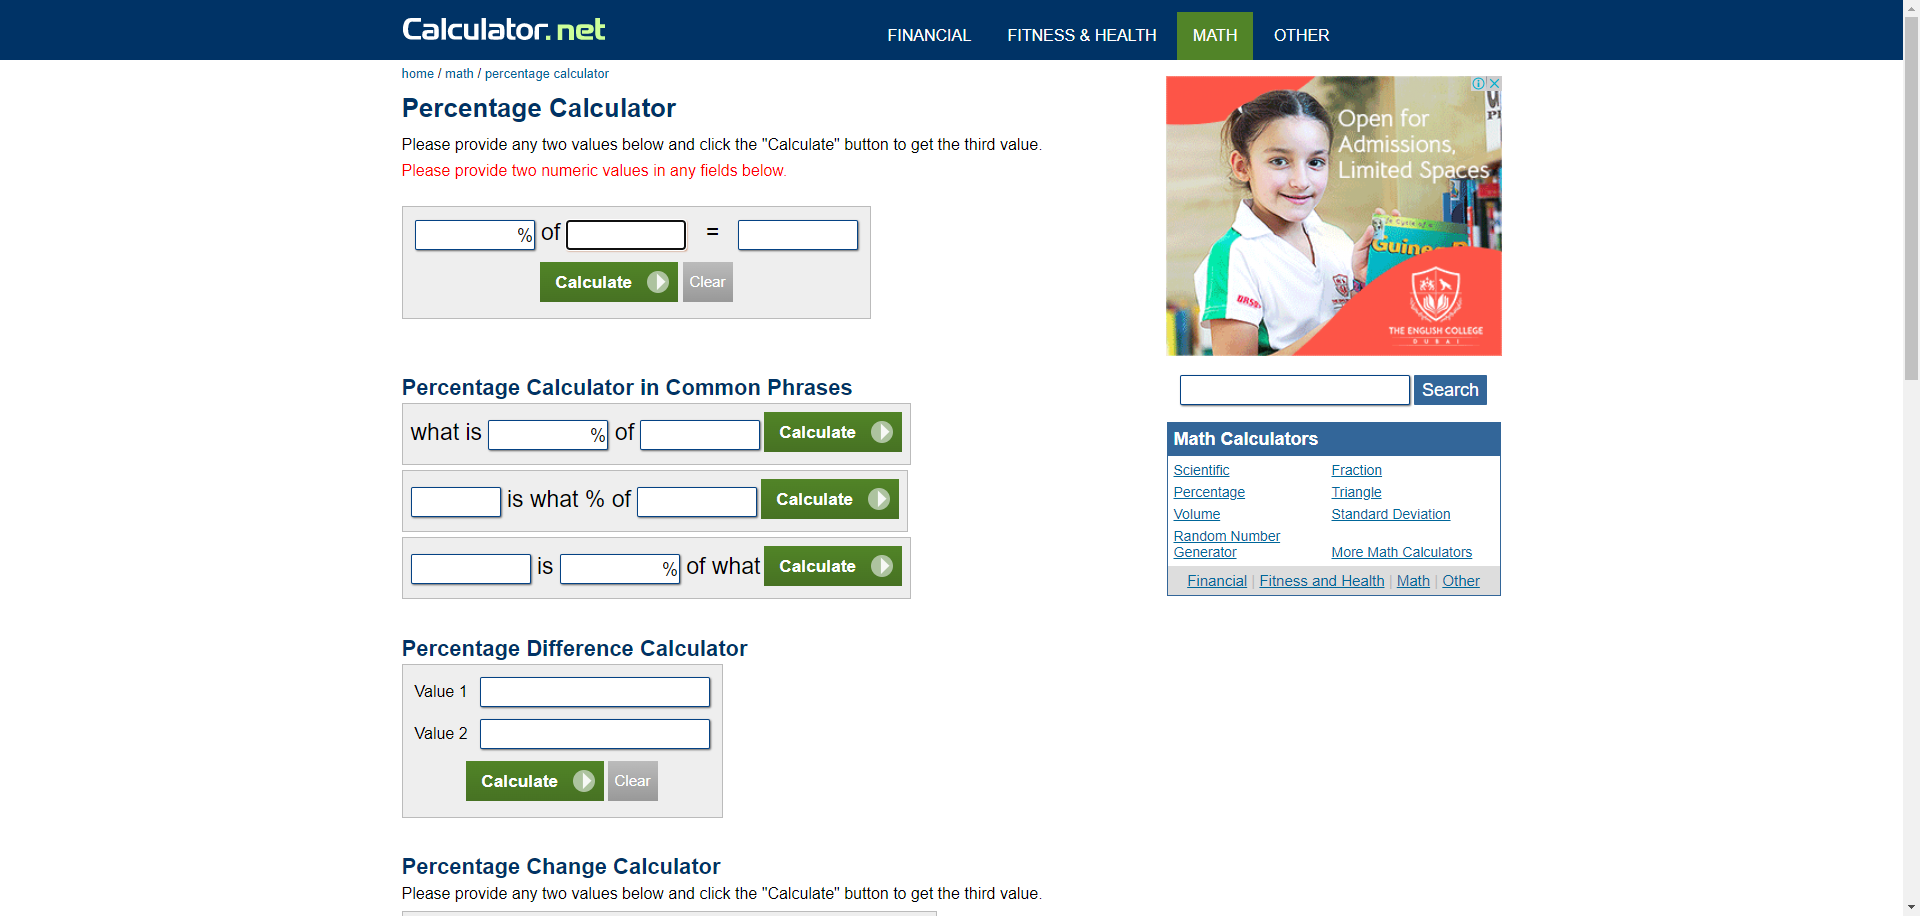 Calculator.net
FINANCIAL FITNESS & HEALTH MATH OTHER
home / math / percentage calculator
Percentage Calculator
Please provide any two values below and click the "Calculate" button to get the third value.
Please provide two numeric values in any fields below.
% of =
Calculate Clear
Percentage Calculator in Common Phrases
what is % of Calculate
is what % of Calculate
is % of what Calculate
Percentage Difference Calculator
Value 1
Value 2
Calculate Clear
Percentage Change Calculator
Please provide any two values below and click the "Calculate" button to get the third value.
Open for
Admissions,
Limited Spaces
THE ENGLISH COLLEGE
DUBAI
Search
Math Calculators
Scientific Fraction
Percentage Triangle
Volume Standard Deviation
Random Number
Generator More Math Calculators
Financial | Fitness and Health | Math | Other